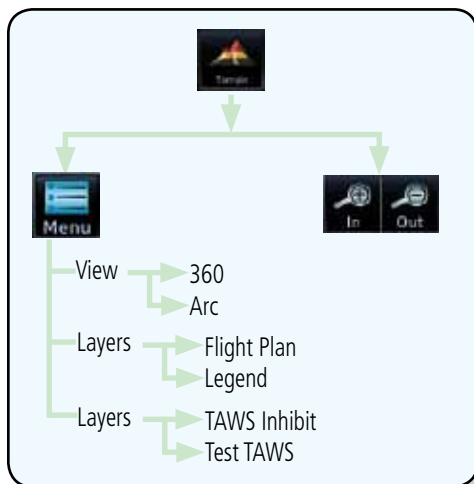 Terrain
Menu
In Out
View
360
Arc
Layers
Flight Plan
Legend
Layers
TAWS Inhibit
Test TAWS